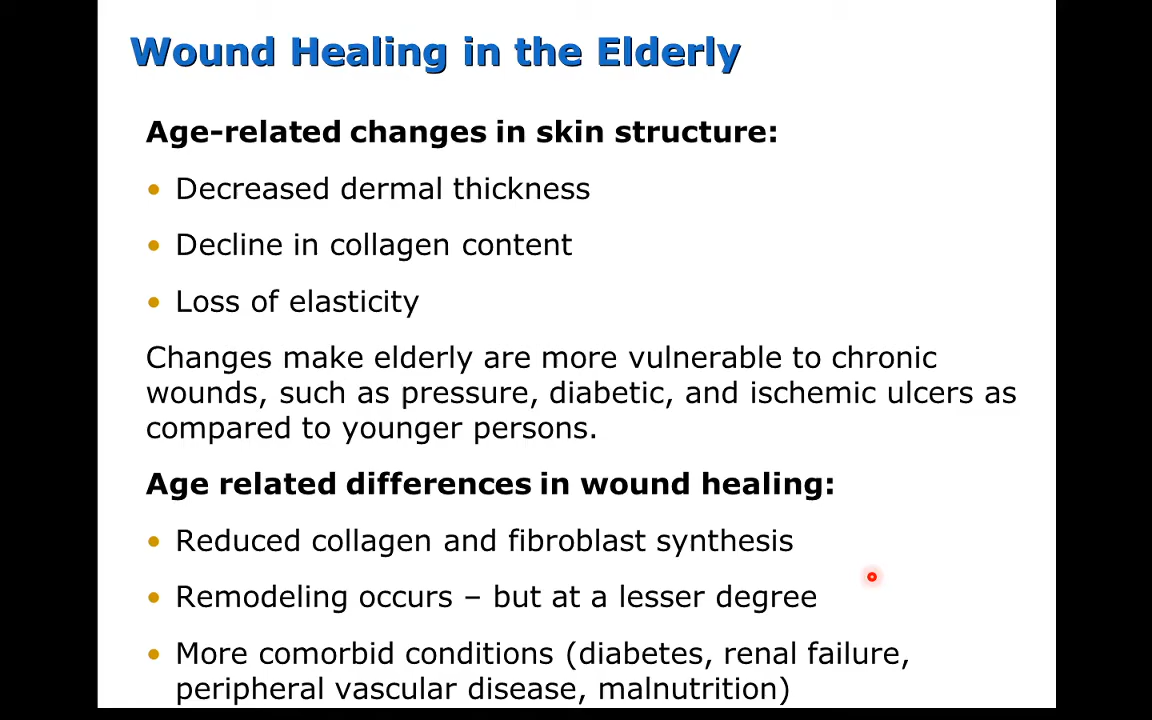 Wound Healing in the Elderly
Age-related changes in skin structure:
• Decreased dermal thickness
• Decline in collagen content
• Loss of elasticity
Changes make elderly are more vulnerable to chronic
wounds, such as pressure, diabetic, and ischemic ulcers as
compared to younger persons.
Age related differences in wound healing:
• Reduced collagen and fibroblast synthesis
• Remodeling occurs – but at a lesser degree
• More comorbid conditions (diabetes, renal failure,
peripheral vascular disease, malnutrition)